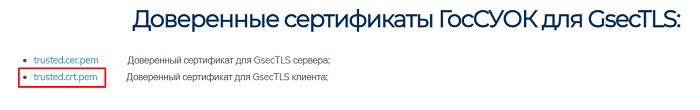 Доверенные сертификаты ГосСУОК для GsecTLS:
trusted.cer.pem Доверенный сертификат для GsecTLS сервера;
trusted.crt.pem Доверенный сертификат для GsecTLS клиента;